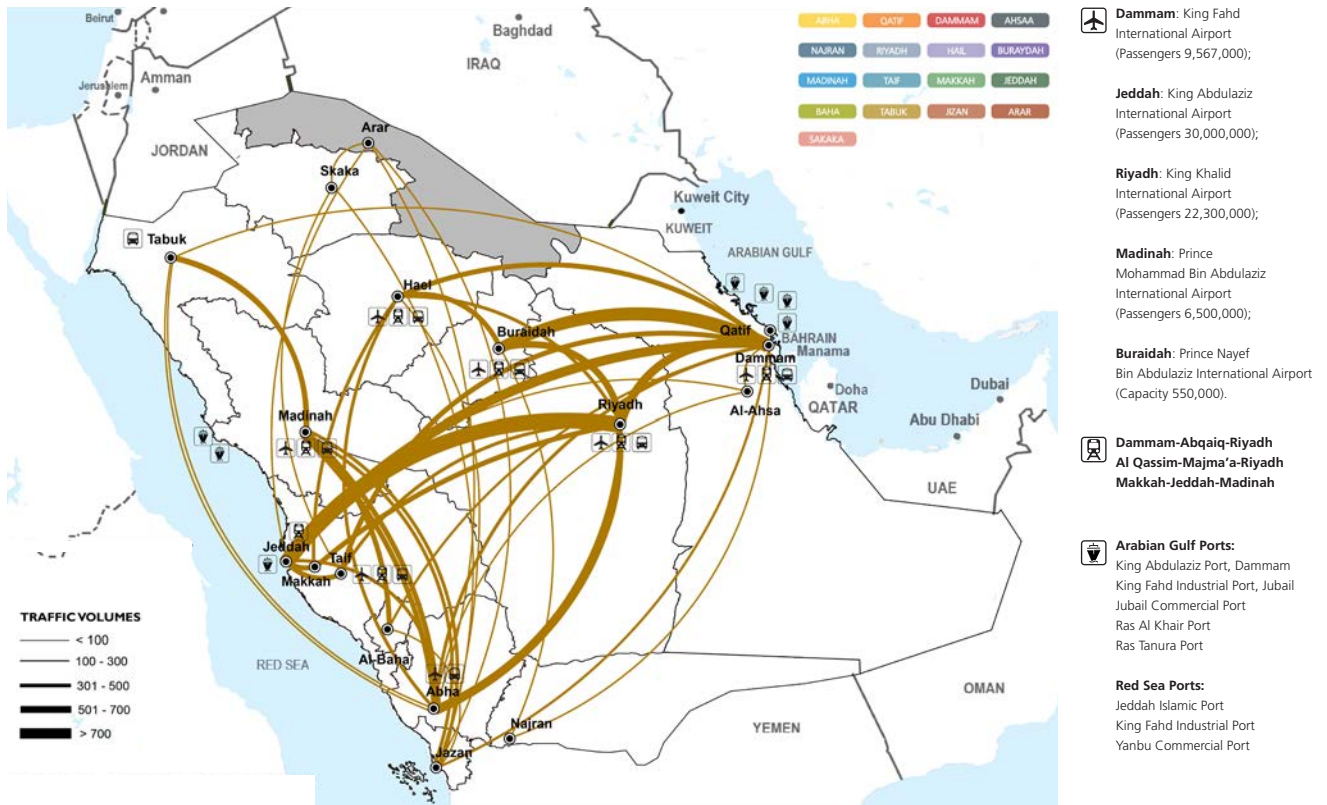 Beirut
Baghdad
Amman
IRAQ
Jerusalem
JORDAN
Arar
Skaka
Kuweit City
KUWEIT
ARABIAN GULF
Tabuk
Hael
Buraidah
Qatif
BAHRAIN
Manama
Dammam
Doha
QATAR
Al-Ahsa
Dubai
Abu Dhabi
Riyadh
Madinah
UAE
Jeddah
Taif
Makkah
Al-Baha
RED SEA
Abha
Najran
Jazan
YEMEN
OMAN
ABHA QATIF DAMMAM AHSAA
NAJRAN RIYADH HAIL BURAYDAH
MADINAH TAIF MAKKAH JEDDAH
BAHA TABUK JIZAN ARAR
SAKAKA
TRAFFIC VOLUMES
< 100
100 - 300
301 - 500
501 - 700
> 700
Dammam: King Fahd
International Airport
(Passengers 9,567,000);
Jeddah: King Abdulaziz
International Airport
(Passengers 30,000,000);
Riyadh: King Khalid
International Airport
(Passengers 22,300,000);
Madinah: Prince
Mohammad Bin Abdulaziz
International Airport
(Passengers 6,500,000);
Buraidah: Prince Nayef
Bin Abdulaziz International Airport
(Capacity 550,000).
Dammam-Abqaiq-Riyadh
Al Qassim-Majma'a-Riyadh
Makkah-Jeddah-Madinah
Arabian Gulf Ports:
King Abdulaziz Port, Dammam
King Fahd Industrial Port, Jubail
Jubail Commercial Port
Ras Al Khair Port
Ras Tanura Port
Red Sea Ports:
Jeddah Islamic Port
King Fahd Industrial Port
Yanbu Commercial Port